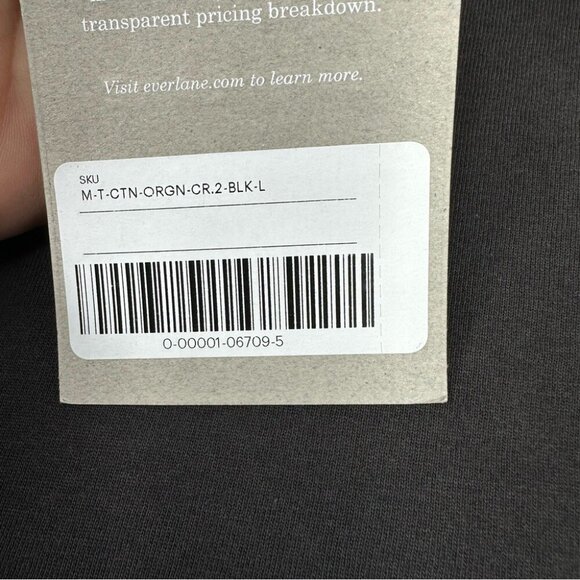 transparent pricing breakdown.
Visit everlane.com to learn more.
SKU
M-T-CTN-ORGN-CR.2-BLK-L
0-00001-06709-5